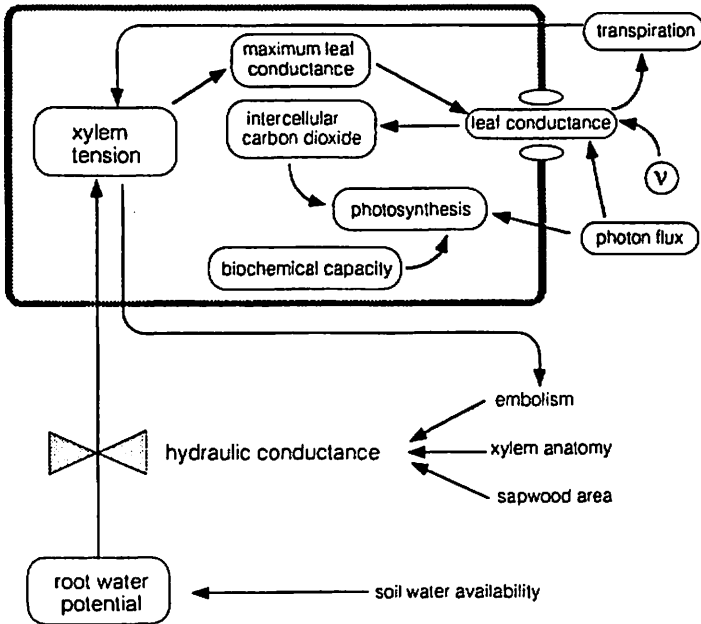 transpiration
maximum leaf
conductance
xylem
tension
intercellular
carbon dioxide
leaf conductance
ν
photosynthesis
photon flux
biochemical capacity
embolism
hydraulic conductance
xylem anatomy
sapwood area
root water
potential
soil water availability